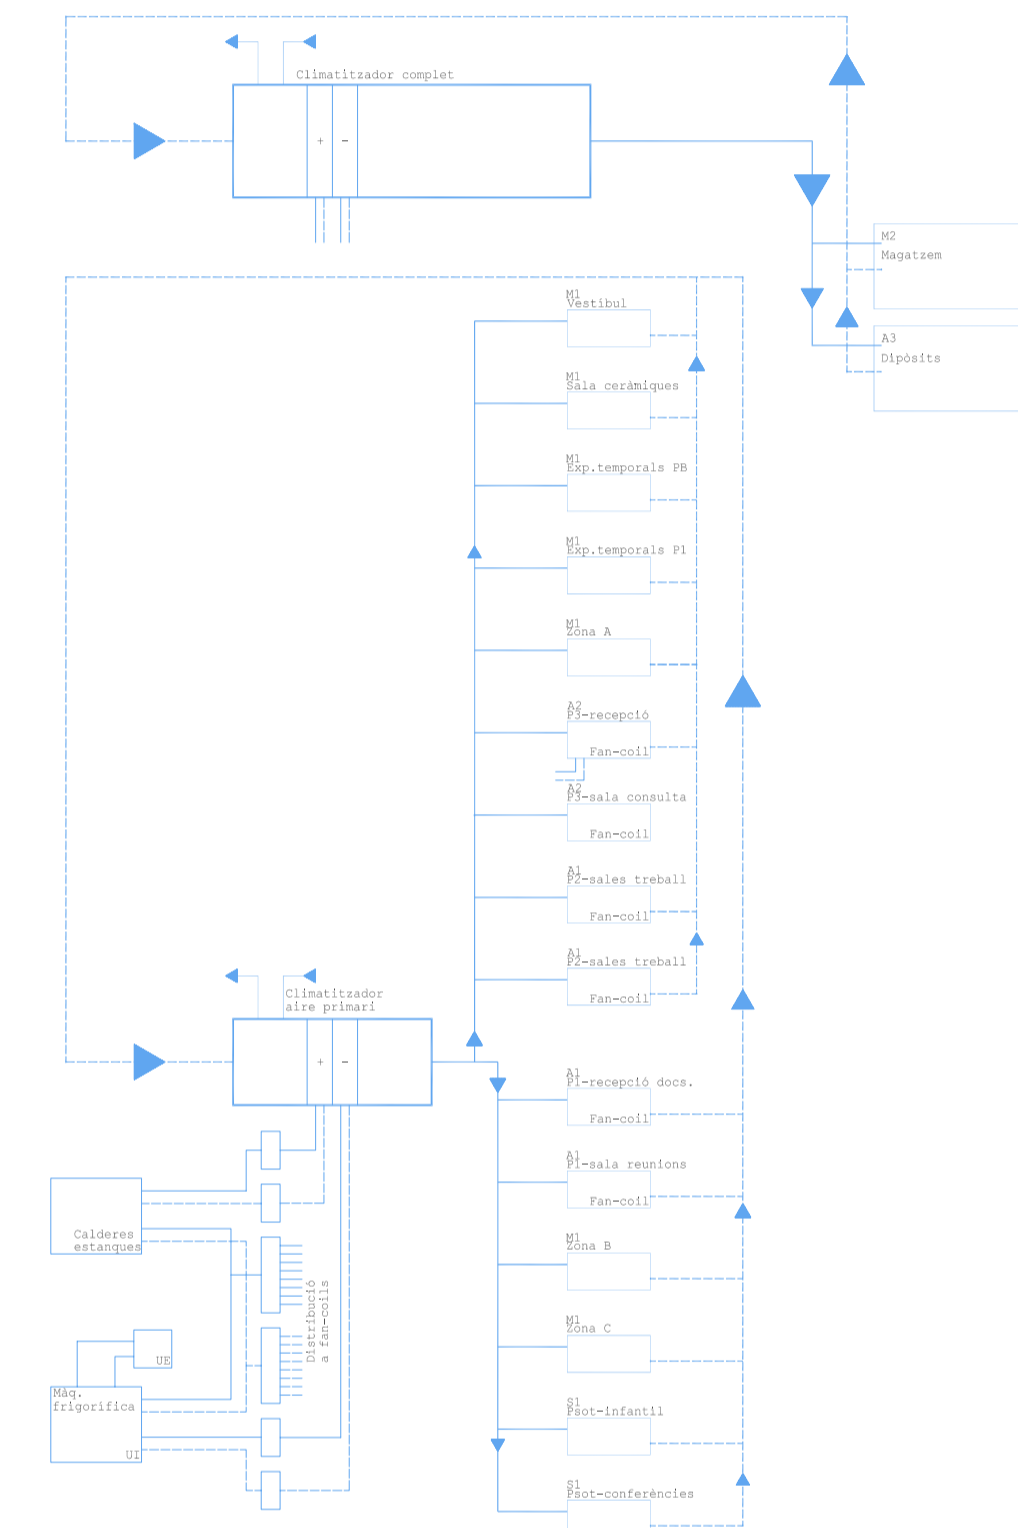 Climatitzador complet
+ -
M2
Magatzem
A3
Dipòsits
M1
Vestíbul
M1
Sala ceràmiques
M1
Exp.temporals PB
M1
Exp.temporals P1
M1
Zona A
A2
P3-recepció
Fan-coil
A2
P3-sala consulta
Fan-coil
A1
P2-sales treball
Fan-coil
A1
P2-sales treball
Fan-coil
Climatitzador
aire primari
+ -
A1
P1-recepció docs.
Fan-coil
A1
P1-sala reunions
Fan-coil
M1
Zona B
M1
Zona C
S1
Psot-infantil
S1
Psot-conferències
Calderes
estanques
Distribució
a fan-coils
UE
Màq.
frigorífica
UI